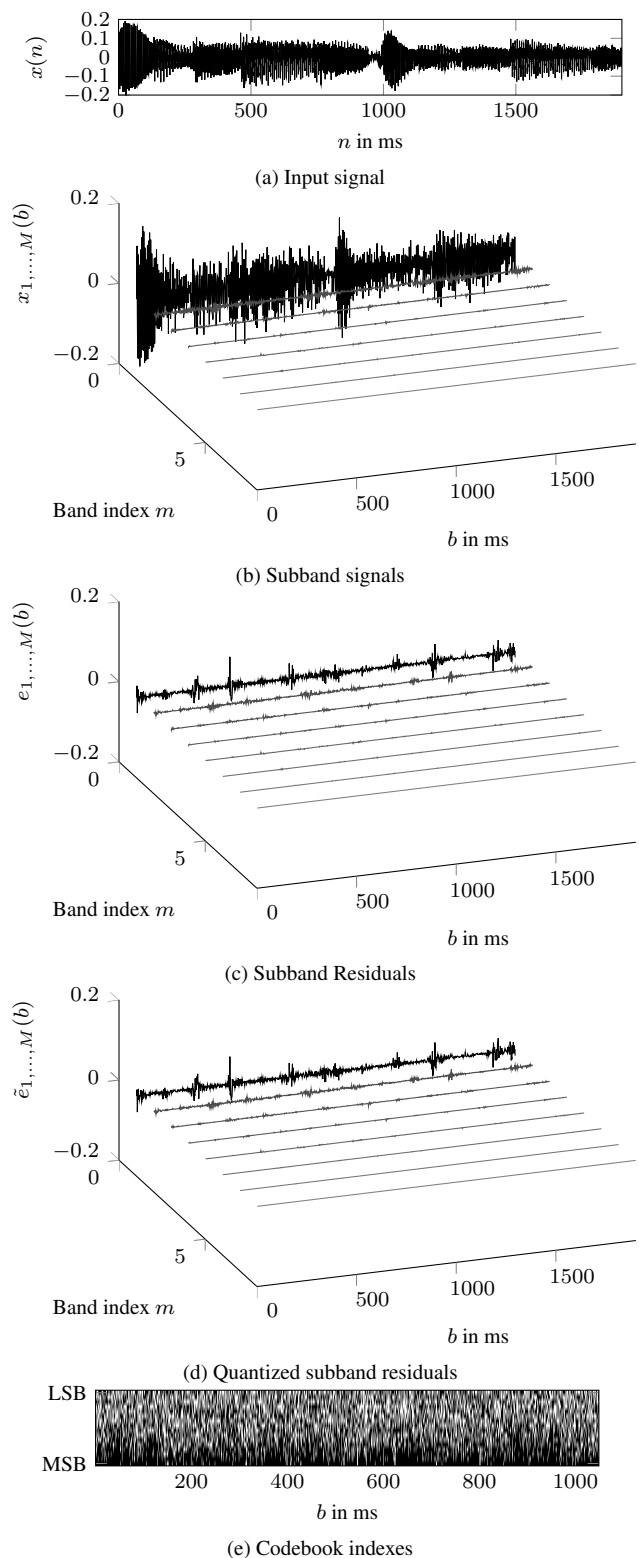 0.2
0.1
0
−0.1
−0.2
x(n)
0 500 1000 1500
n in ms
(a) Input signal
0.2
0
−0.2
x1,...,M(b)
0
5
Band index m
0 500 1000 1500
b in ms
(b) Subband signals
0.2
0
−0.2
e1,...,M(b)
0
5
Band index m
0 500 1000 1500
b in ms
(c) Subband Residuals
0.2
0
−0.2
ẽ1,...,M(b)
0
5
Band index m
0 500 1000 1500
b in ms
(d) Quantized subband residuals
LSB
MSB
200 400 600 800 1000
b in ms
(e) Codebook indexes